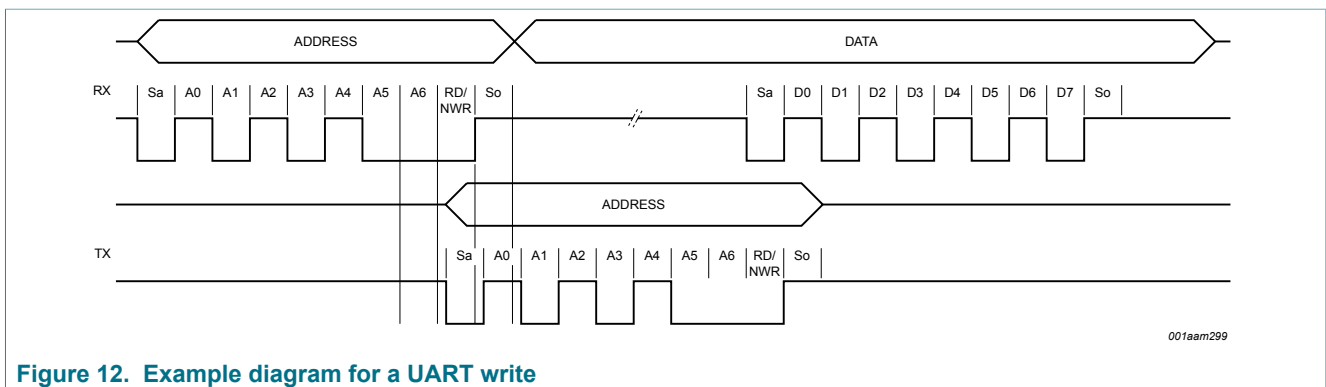 ADDRESS DATA
RX Sa A0 A1 A2 A3 A4 A5 A6 RD/ So Sa D0 D1 D2 D3 D4 D5 D6 D7 So
NWR
ADDRESS
TX Sa A0 A1 A2 A3 A4 A5 A6 RD/ So
NWR
001aam299
Figure 12. Example diagram for a UART write